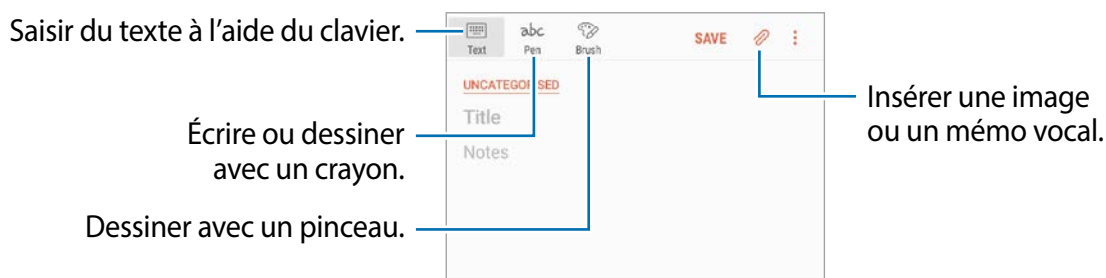 Saisir du texte à l'aide du clavier.
Text
abc
Pen
Brush
SAVE
UNCATEGORISED
Title
Notes
Écrire ou dessiner
avec un crayon.
Dessiner avec un pinceau.
Insérer une image
ou un mémo vocal.